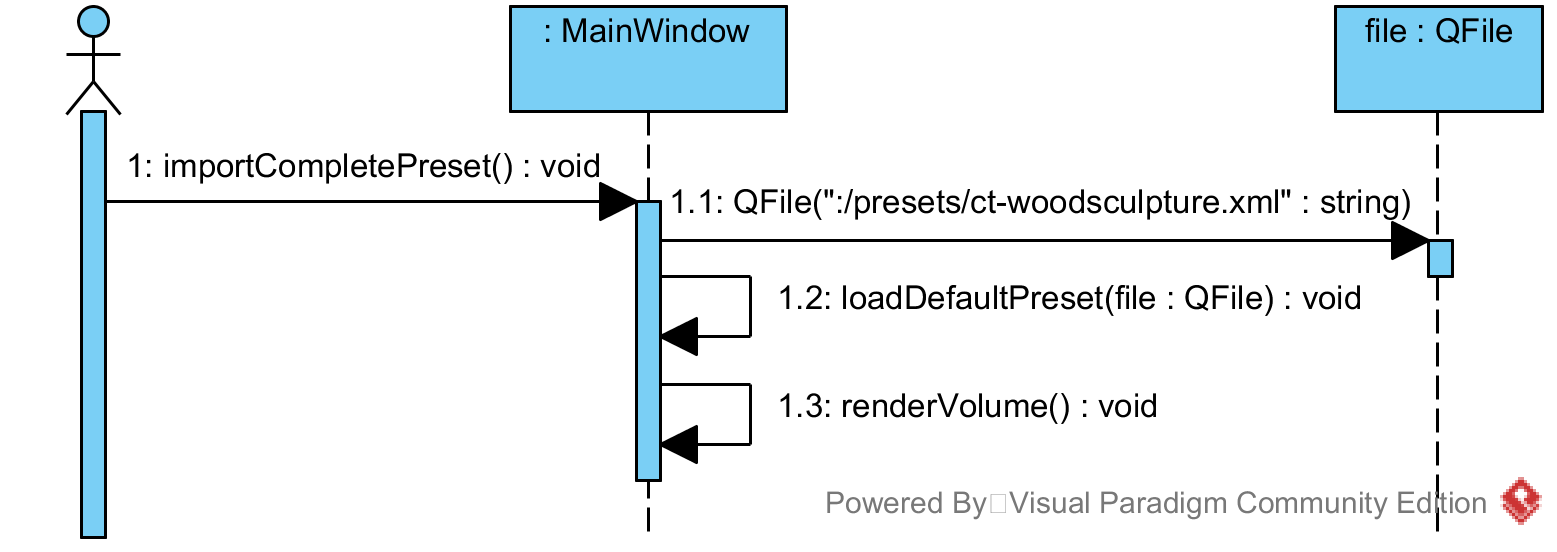 : MainWindow
file : QFile
1: importCompletePreset() : void
1.1: QFile(":/presets/ct-woodsculpture.xml" : string)
1.2: loadDefaultPreset(file : QFile) : void
1.3: renderVolume() : void
Powered By Visual Paradigm Community Edition